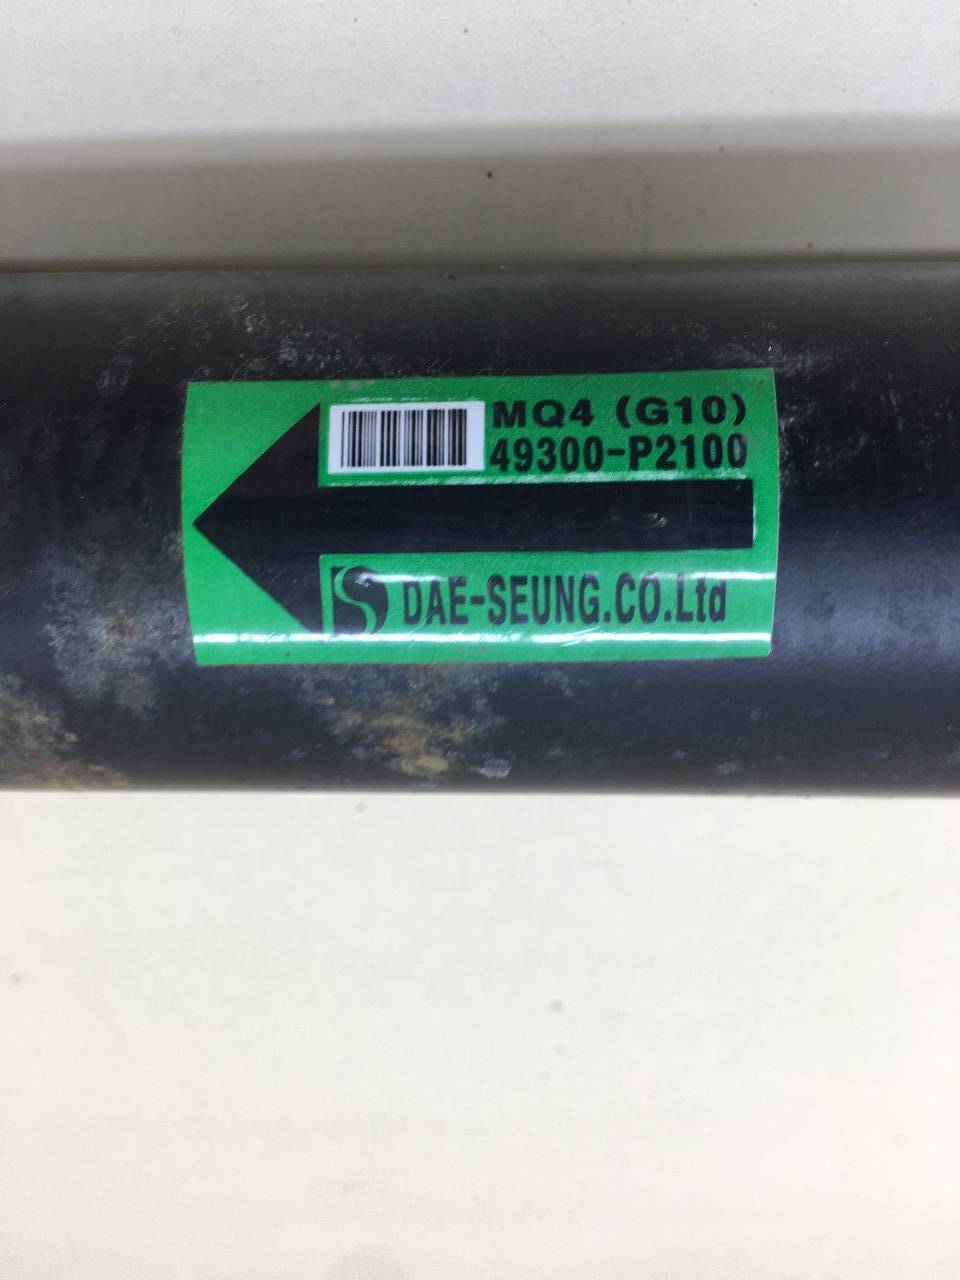 MQ4 (G10)
49300-P2100
DAE-SEUNG.CO.Ltd